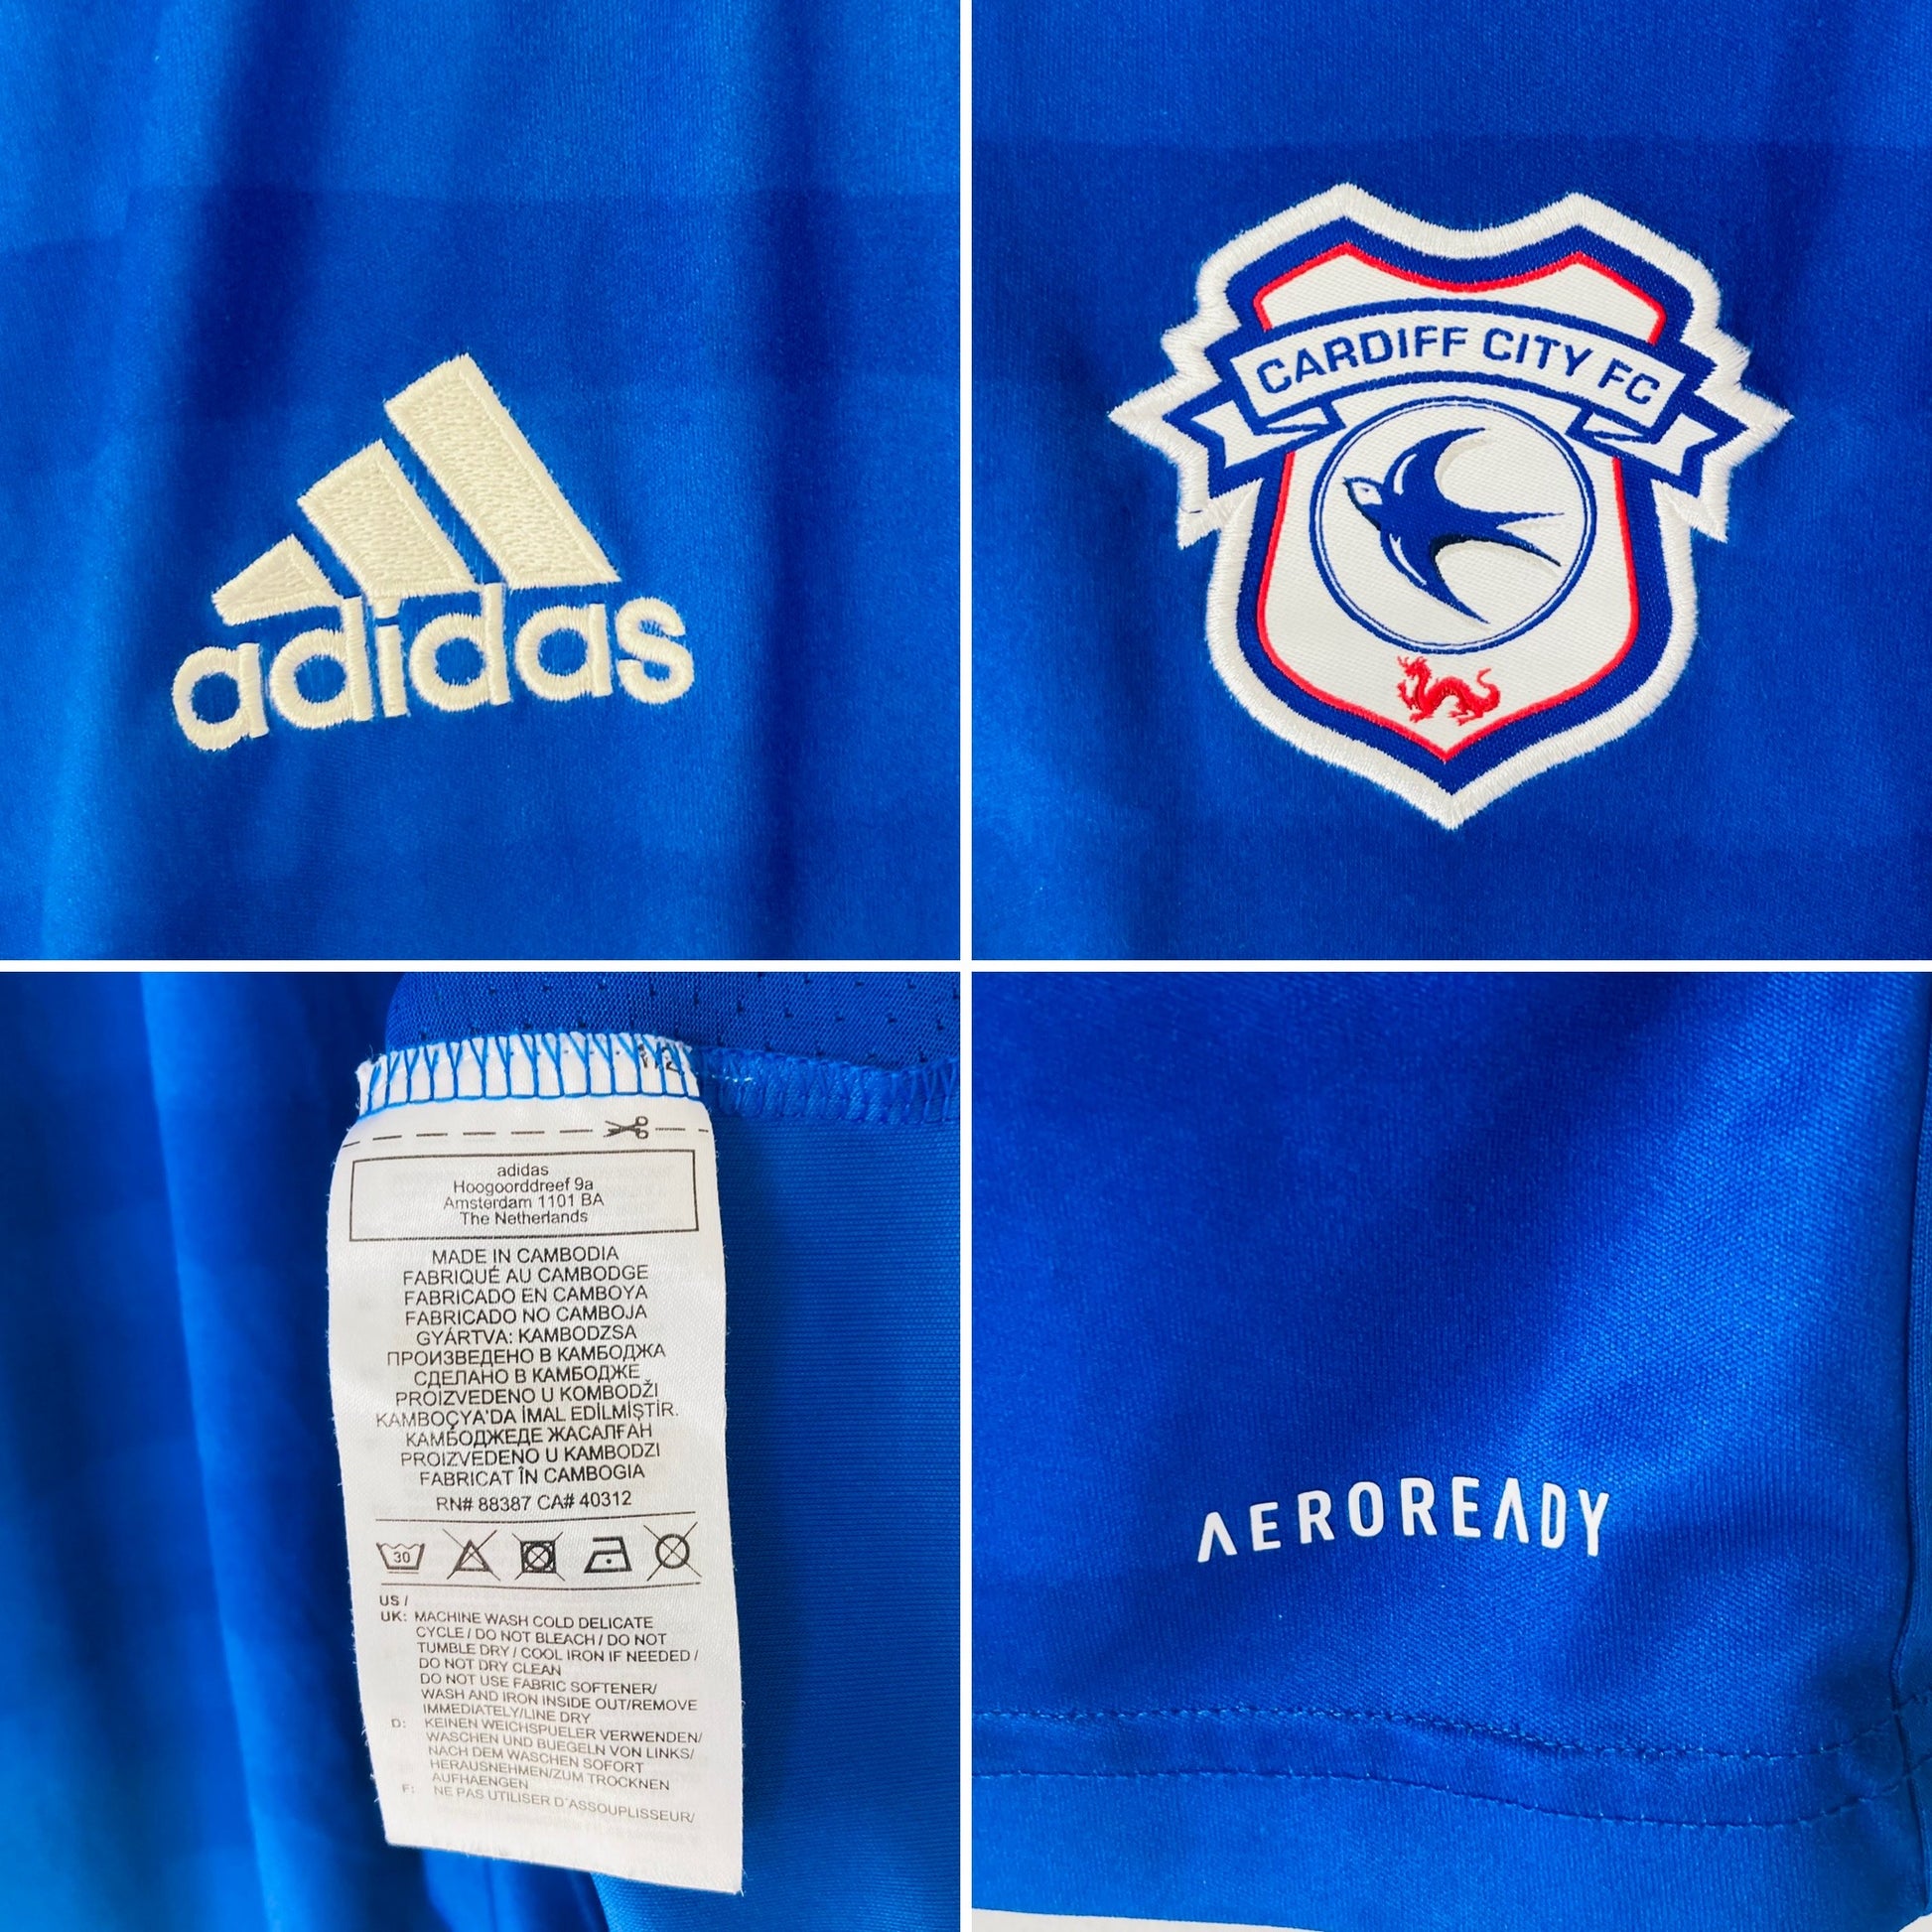 adidas
CARDIFF CITY FC
adidas
Hoogoorddreef 9a
Amsterdam 1101 BA
The Netherlands
MADE IN CAMBODIA
FABRIQUÉ AU CAMBODGE
FABRICADO EN CAMBOYA
FABRICADO NO CAMBOJA
GYÁRTVA: KAMBODZSA
ПРОИЗВЕДЕНО В КАМБОДЖА
СДЕЛАНО В КАМБОДЖЕ
PROIZVEDENO U KOMBODŽI
KAMBOÇYA'DA İMAL EDİLMİŞTİR.
КАМБОДЖЕДЕ ЖАСАЛҒАН
PROIZVEDENO U KAMBODZI
FABRICAT ÎN CAMBOGIA
RN# 88387 CA# 40312
30
US /
UK: MACHINE WASH COLD DELICATE
CYCLE / DO NOT BLEACH / DO NOT
TUMBLE DRY / COOL IRON IF NEEDED /
DO NOT DRY CLEAN
DO NOT USE FABRIC SOFTENER/
WASH AND IRON INSIDE OUT/REMOVE
IMMEDIATELY/LINE DRY
D: KEINEN WEICHSPUELER VERWENDEN/
WASCHEN UND BUEGELN VON LINKS/
NACH DEM WASCHEN SOFORT
HERAUSNEHMEN/ZUM TROCKNEN
AUFHAENGEN
F: NE PAS UTILISER D'ASSOUPLISSEUR/
AEROREADY